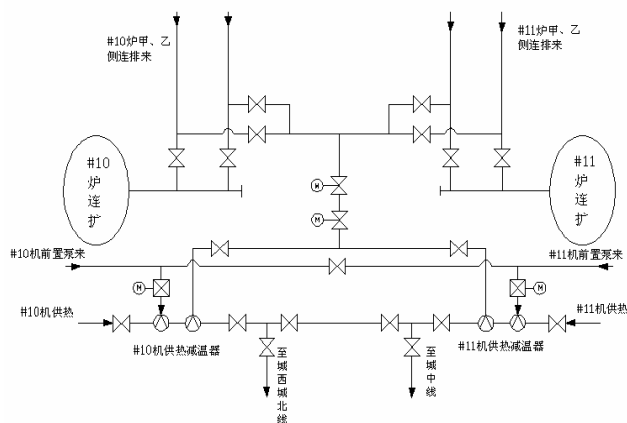 #10炉甲、乙
侧连排来
#11炉甲、乙
侧连排来
#10
炉
连
扩
#11
炉
连
扩
M
M
#10机前置泵来
#11机前置泵来
M
M
#10机供热
#11机供热
#10机供热减温器
#11机供热减温器
至
城
西
城
北
线
至
城
中
线